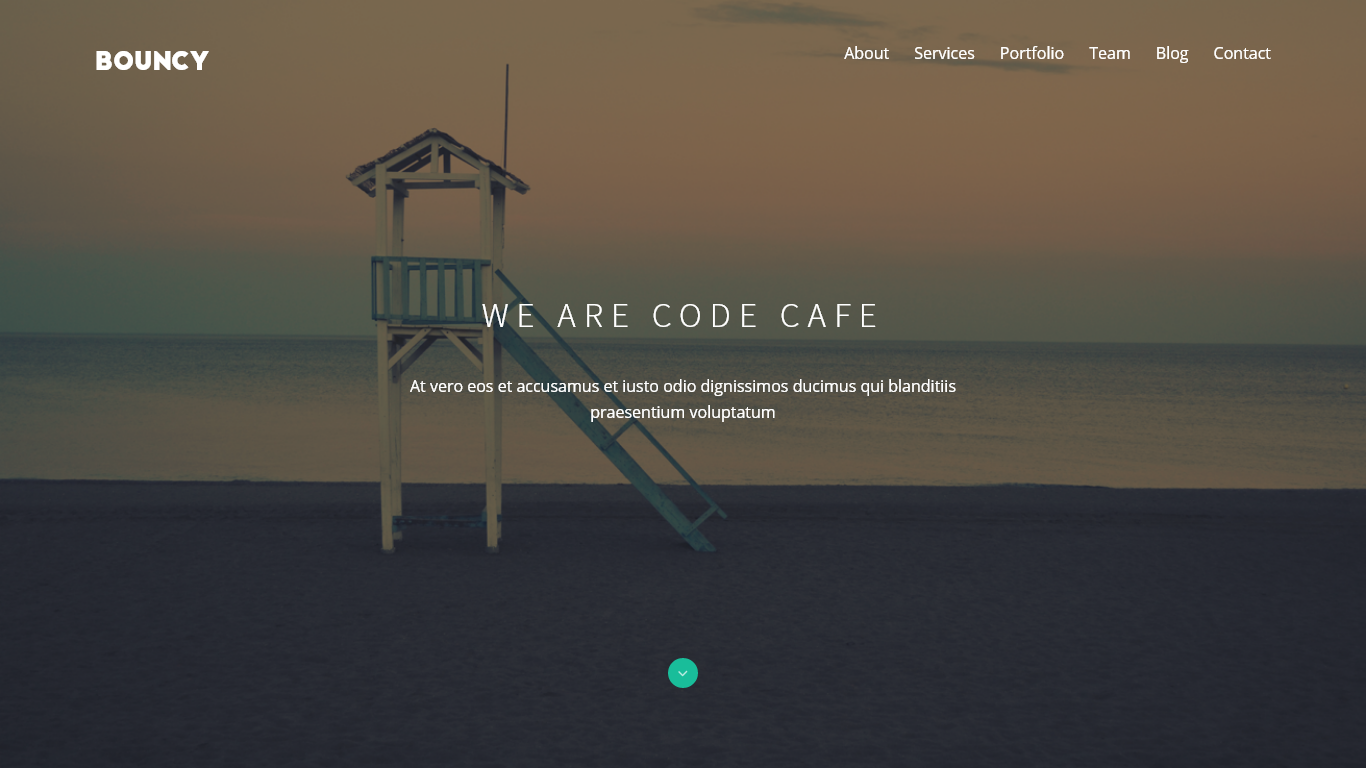 BOUNCY
About Services Portfolio Team Blog Contact
WE ARE CODE CAFE
At vero eos et accusamus et iusto odio dignissimos ducimus qui blanditiis
praesentium voluptatum